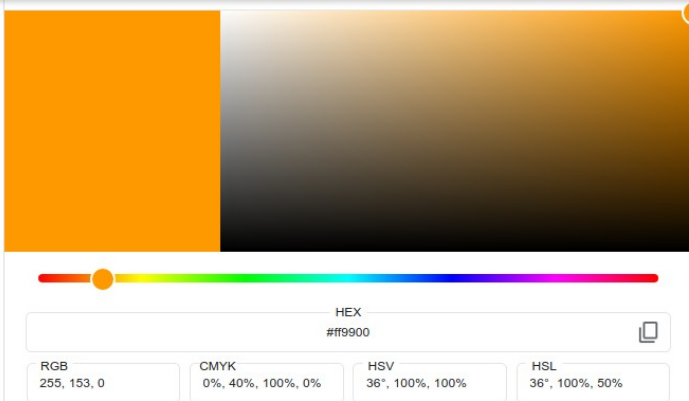 HEX
#ff9900
RGB
255, 153, 0
CMYK
0%, 40%, 100%, 0%
HSV
36°, 100%, 100%
HSL
36°, 100%, 50%